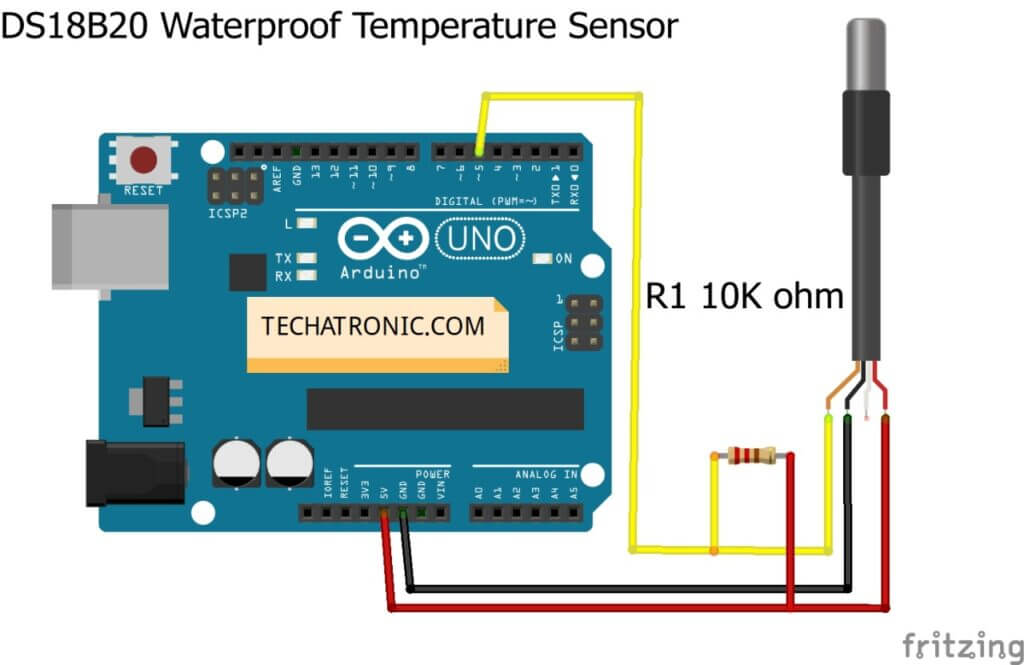 DS18B20 Waterproof Temperature Sensor
RESET
ICSP2
AREF
GND
13
12
~11
~10
~9
8
7
~6
~5
4
~3
2
TX0▶1
RX0◀0
DIGITAL (PWM=~)
L
TX
RX
Arduino™
UNO
ON
1
ICSP
R1 10K ohm
TECHATRONIC.COM
POWER
ANALOG IN
IOREF
RESET
3V3
5V
GND
GND
VIN
A0
A1
A2
A3
A4
A5
fritzing